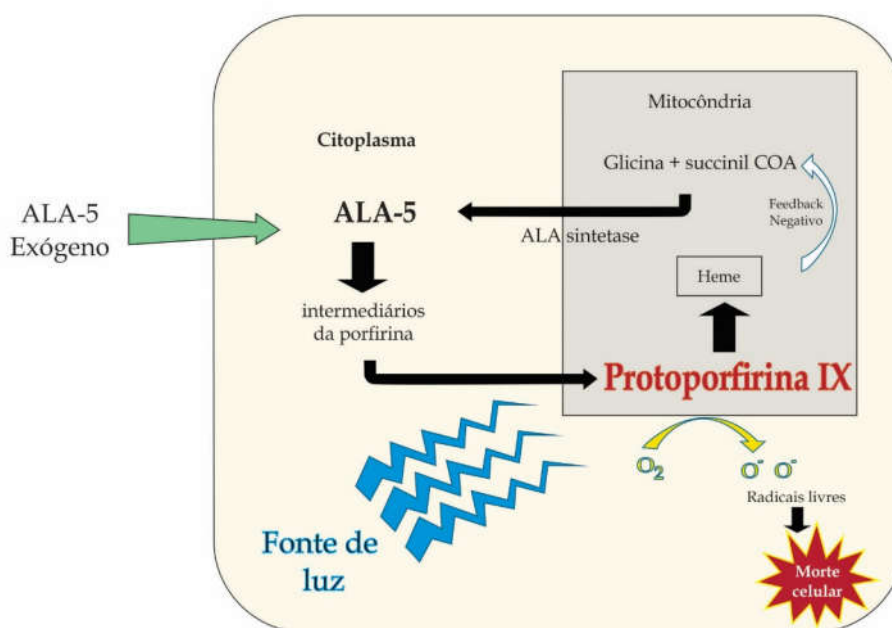 Mitocôndria
Citoplasma
Glicina + succinil COA
ALA-5
Exógeno
ALA-5
Feedback
Negativo
ALA sintetase
Heme
intermediários
da porfirina
Protoporfirina IX
O₂
O⁻ O⁻
Radicais livres
Fonte de
luz
Morte
celular